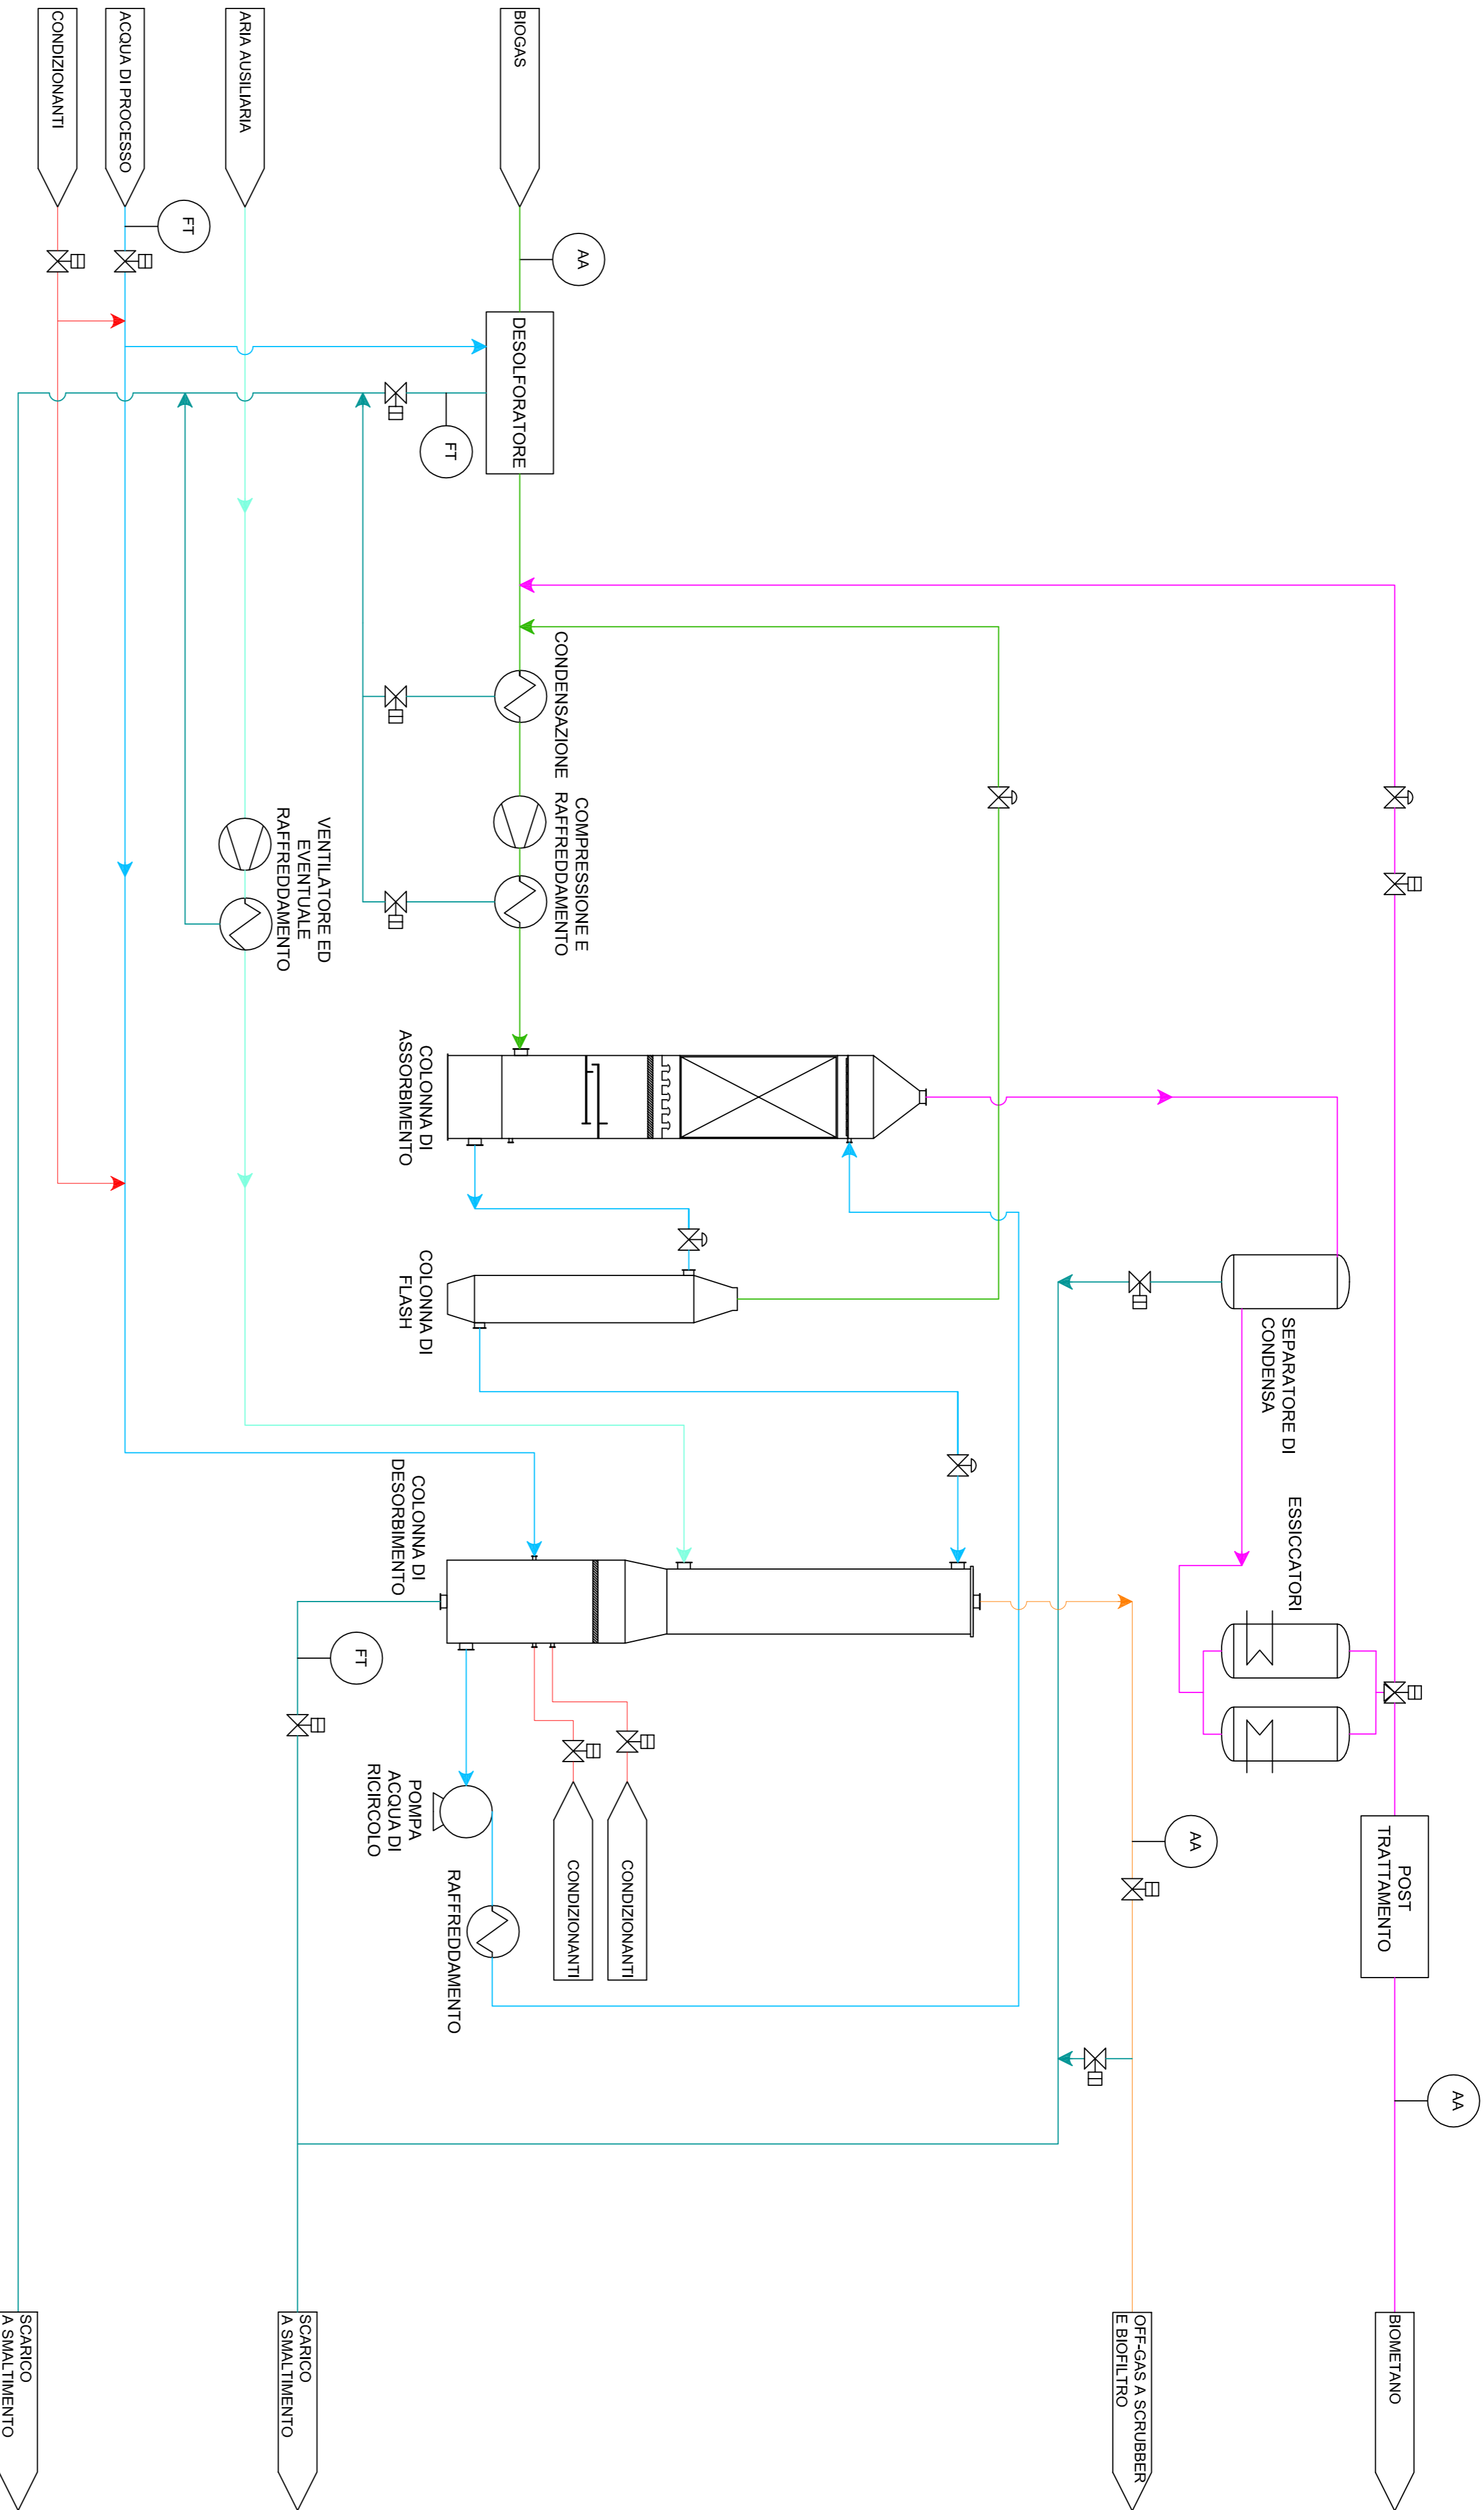 BIOMETANO
AA
POST
TRATTAMENTO
ESSICCATORI
SEPARATORE DI
CONDENSA
AA
OFF-GAS A SCRUBBER
E BIOFILTRO
BIOGAS
AA
DESOLFORATORE
FT
CONDENSAZIONE
COMPRESSIONE E
RAFFREDDAMENTO
COLONNA DI
ASSORBIMENTO
COLONNA DI
FLASH
COLONNA DI
DESORBIMENTO
CONDIZIONANTI
CONDIZIONANTI
POMPA
ACQUA DI
RICIRCOLO
RAFFREDDAMENTO
FT
ARIA AUSILIARIA
VENTILATORE ED
EVENTUALE
RAFFREDDAMENTO
SCARICO
A SMALTIMENTO
FT
ACQUA DI PROCESSO
CONDIZIONANTI
SCARICO
A SMALTIMENTO